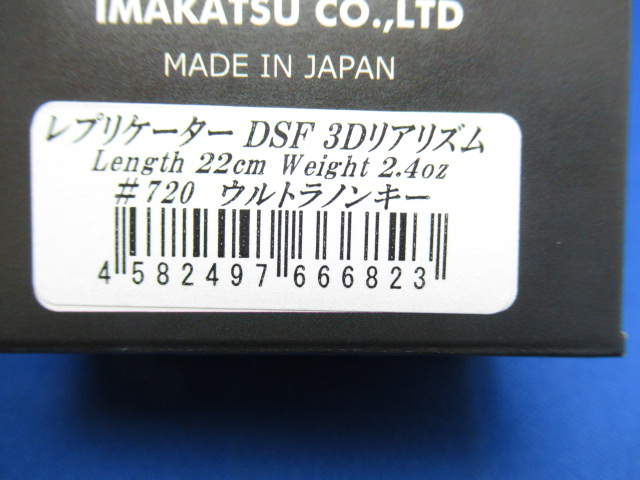 IMAKATSU CO.,LTD
MADE IN JAPAN
レプリケーター DSF 3Dリアリズム
Length 22cm Weight 2.4oz
#720 ウルトラノンキー
4 582497 666823